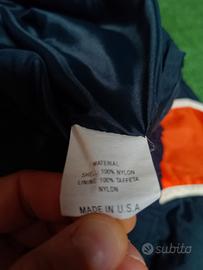 MATERIAL
SHELL 100% NYLON
LINING 100% TAFFETA
NYLON
MADE IN U.S.A
subito